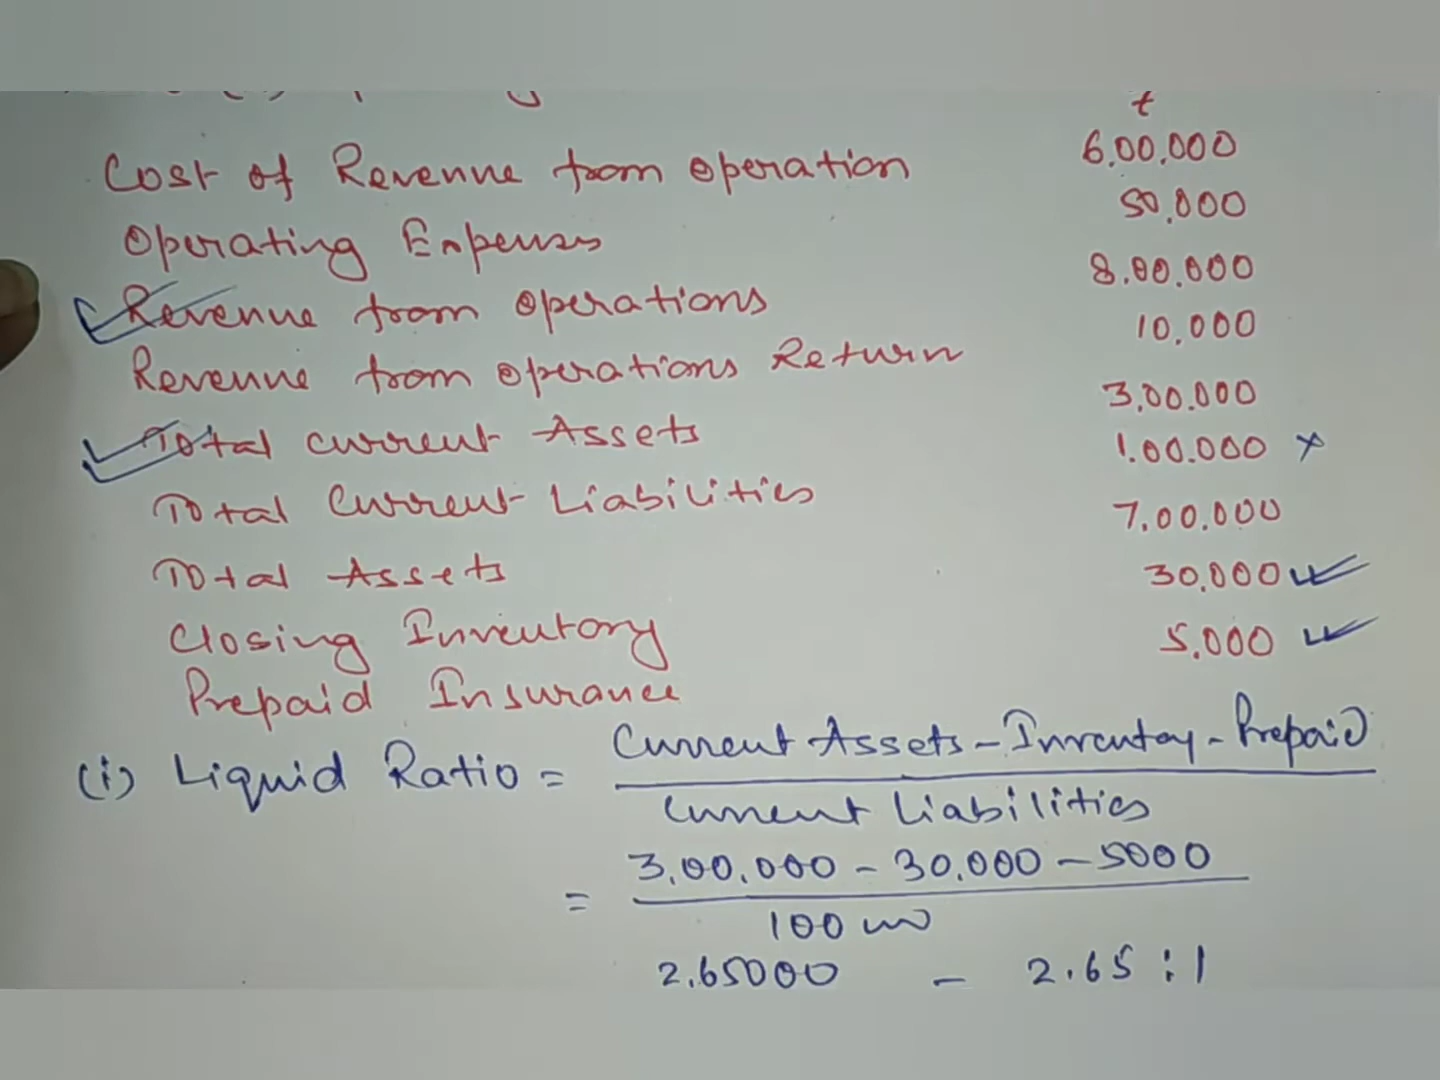 ₹
Cost of Revenue from operation 6,00,000
Operating Expenses 50,000
Revenue from operations 8,00,000
Revenue from operations Return 10,000
Total current Assets 3,00,000
Total Current Liabilities 1,00,000 ×
Total Assets 7,00,000
Closing Inventory 30,000
Prepaid Insurance 5,000
(i) Liquid Ratio = Current Assets - Inventory - Prepaid
Current Liabilities
= 3,00,000 - 30,000 - 5000
100000
2,65000 - 2.65 : 1